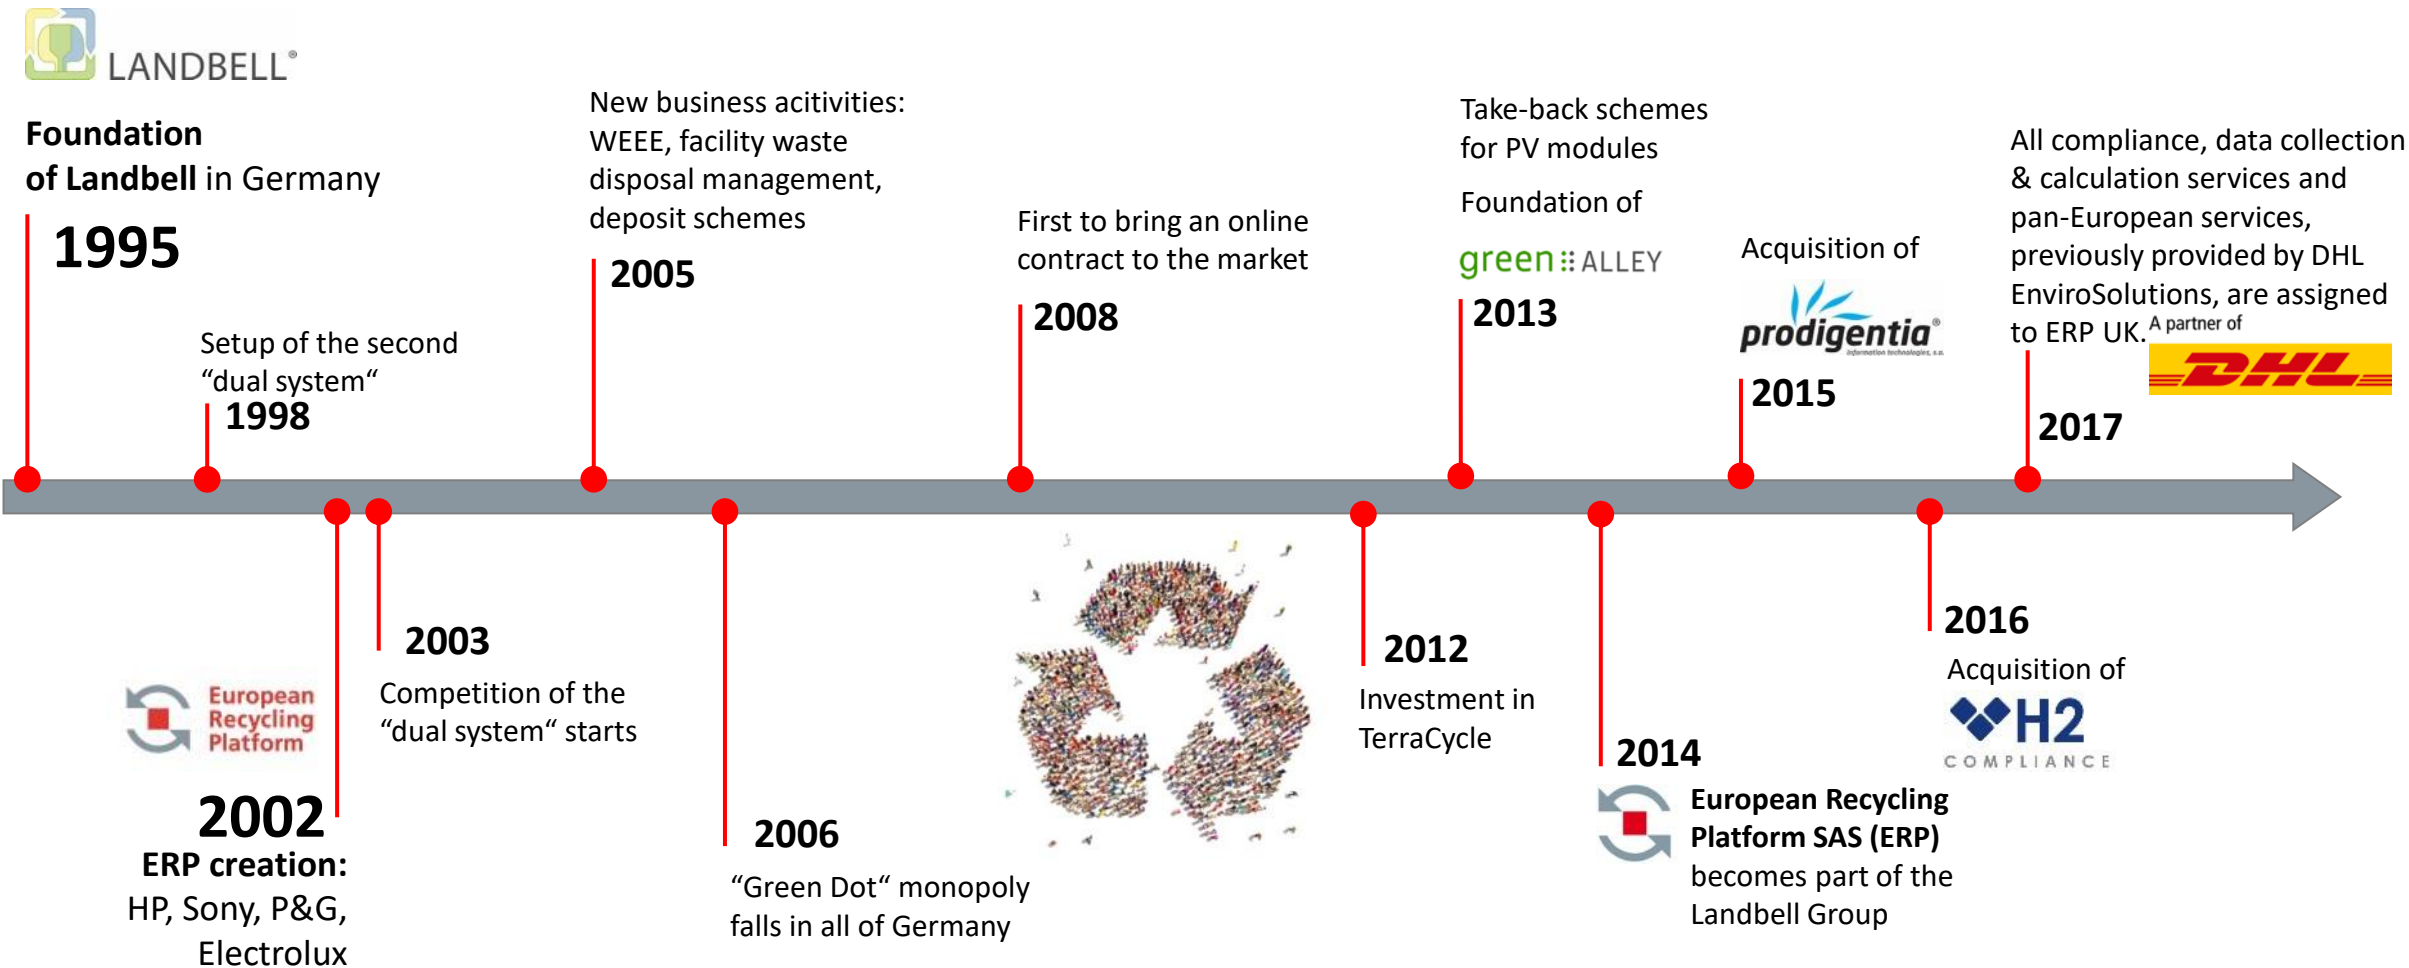 LANDBELL®
Foundation
of Landbell in Germany
1995
Setup of the second
“dual system“
1998
European
Recycling
Platform
2002
ERP creation:
HP, Sony, P&G,
Electrolux
2003
Competition of the
“dual system“ starts
New business acitivities:
WEEE, facility waste
disposal management,
deposit schemes
2005
2006
“Green Dot“ monopoly
falls in all of Germany
First to bring an online
contract to the market
2008
2012
Investment in
TerraCycle
Take-back schemes
for PV modules
Foundation of
green ALLEY
2013
2014
European Recycling
Platform SAS (ERP)
becomes part of the
Landbell Group
Acquisition of
prodigentia®
information technologies, s.a.
2015
2016
Acquisition of
H2
COMPLIANCE
All compliance, data collection
& calculation services and
pan-European services,
previously provided by DHL
EnviroSolutions, are assigned
to ERP UK.
A partner of
DHL
2017